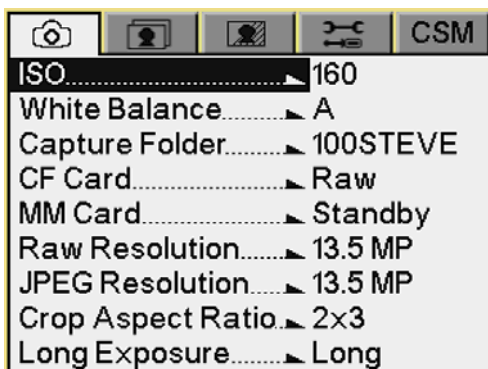 CSM
ISO........................ 160
White Balance.......... A
Capture Folder......... 100STEVE
CF Card.................... Raw
MM Card................... Standby
Raw Resolution....... 13.5 MP
JPEG Resolution..... 13.5 MP
Crop Aspect Ratio.. 2x3
Long Exposure........ Long